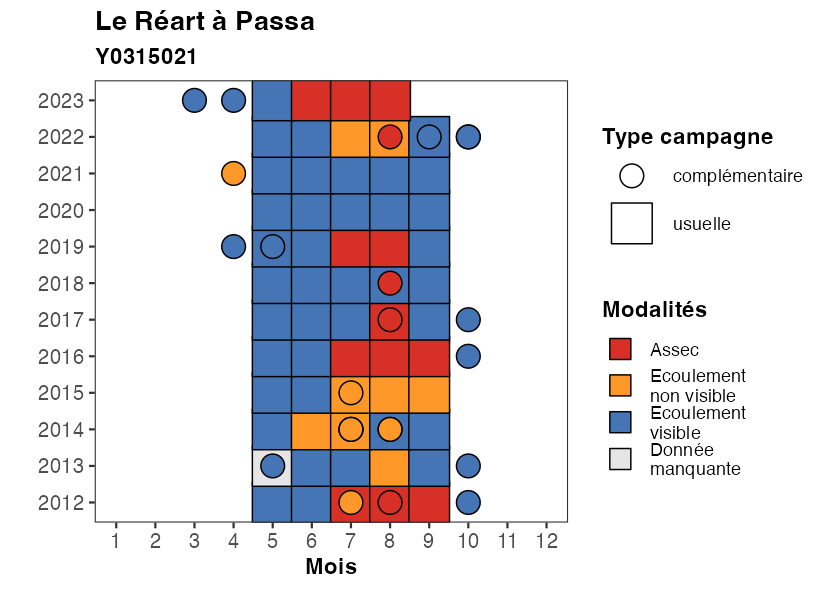 Le Réart à Passa
Y0315021
2023
2022
2021
2020
2019
2018
2017
2016
2015
2014
2013
2012
1 2 3 4 5 6 7 8 9 10 11 12
Mois
Type campagne
complémentaire
usuelle
Modalités
Assec
Ecoulement
non visible
Ecoulement
visible
Donnée
manquante